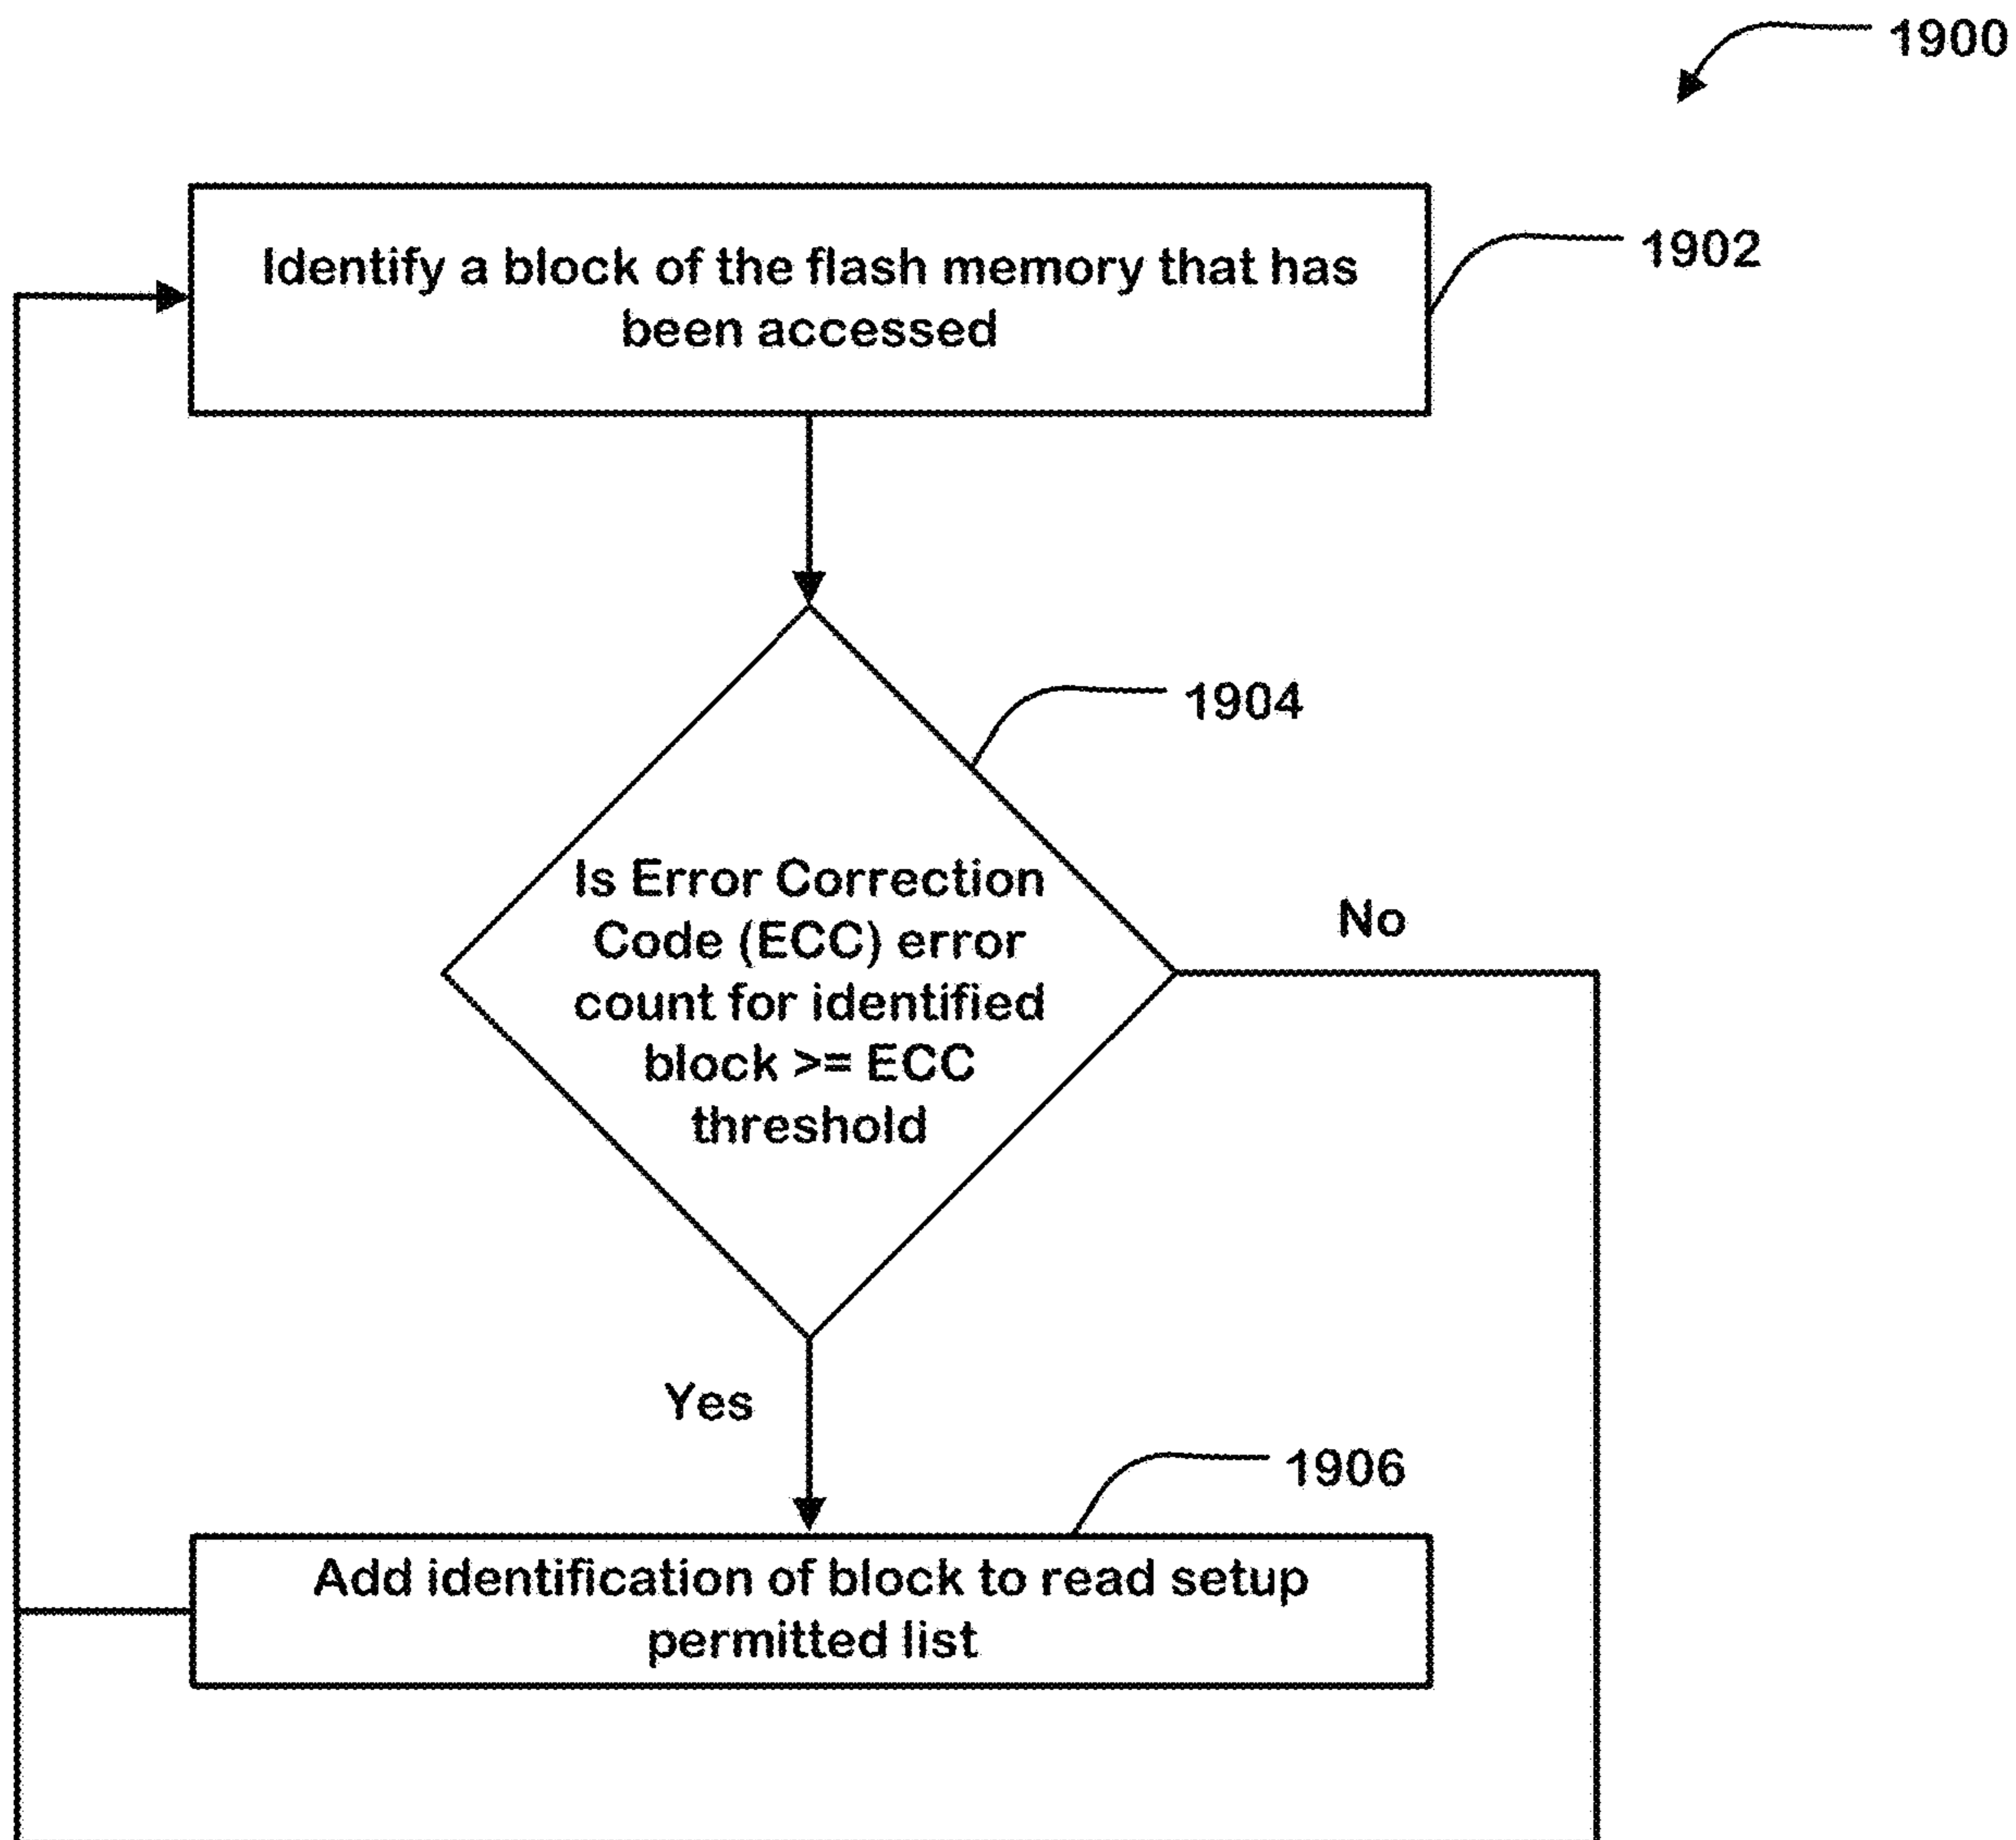 1900
Identify a block of the flash memory that has
been accessed
1902
1904
Is Error Correction
Code (ECC) error
count for identified
block >= ECC
threshold
No
Yes
1906
Add identification of block to read setup
permitted list